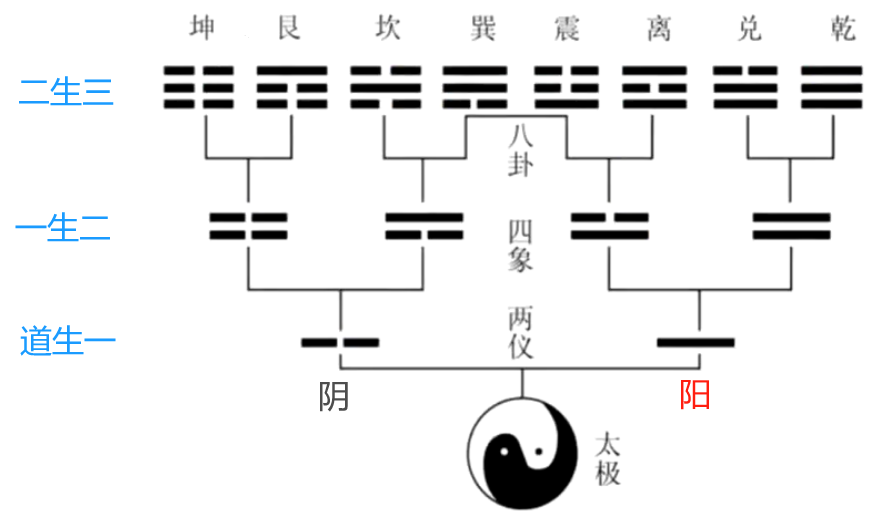 坤 艮 坎 巽 震 离 兑 乾
二生三
八卦
一生二
四象
两仪
道生一
阴
阳
太极